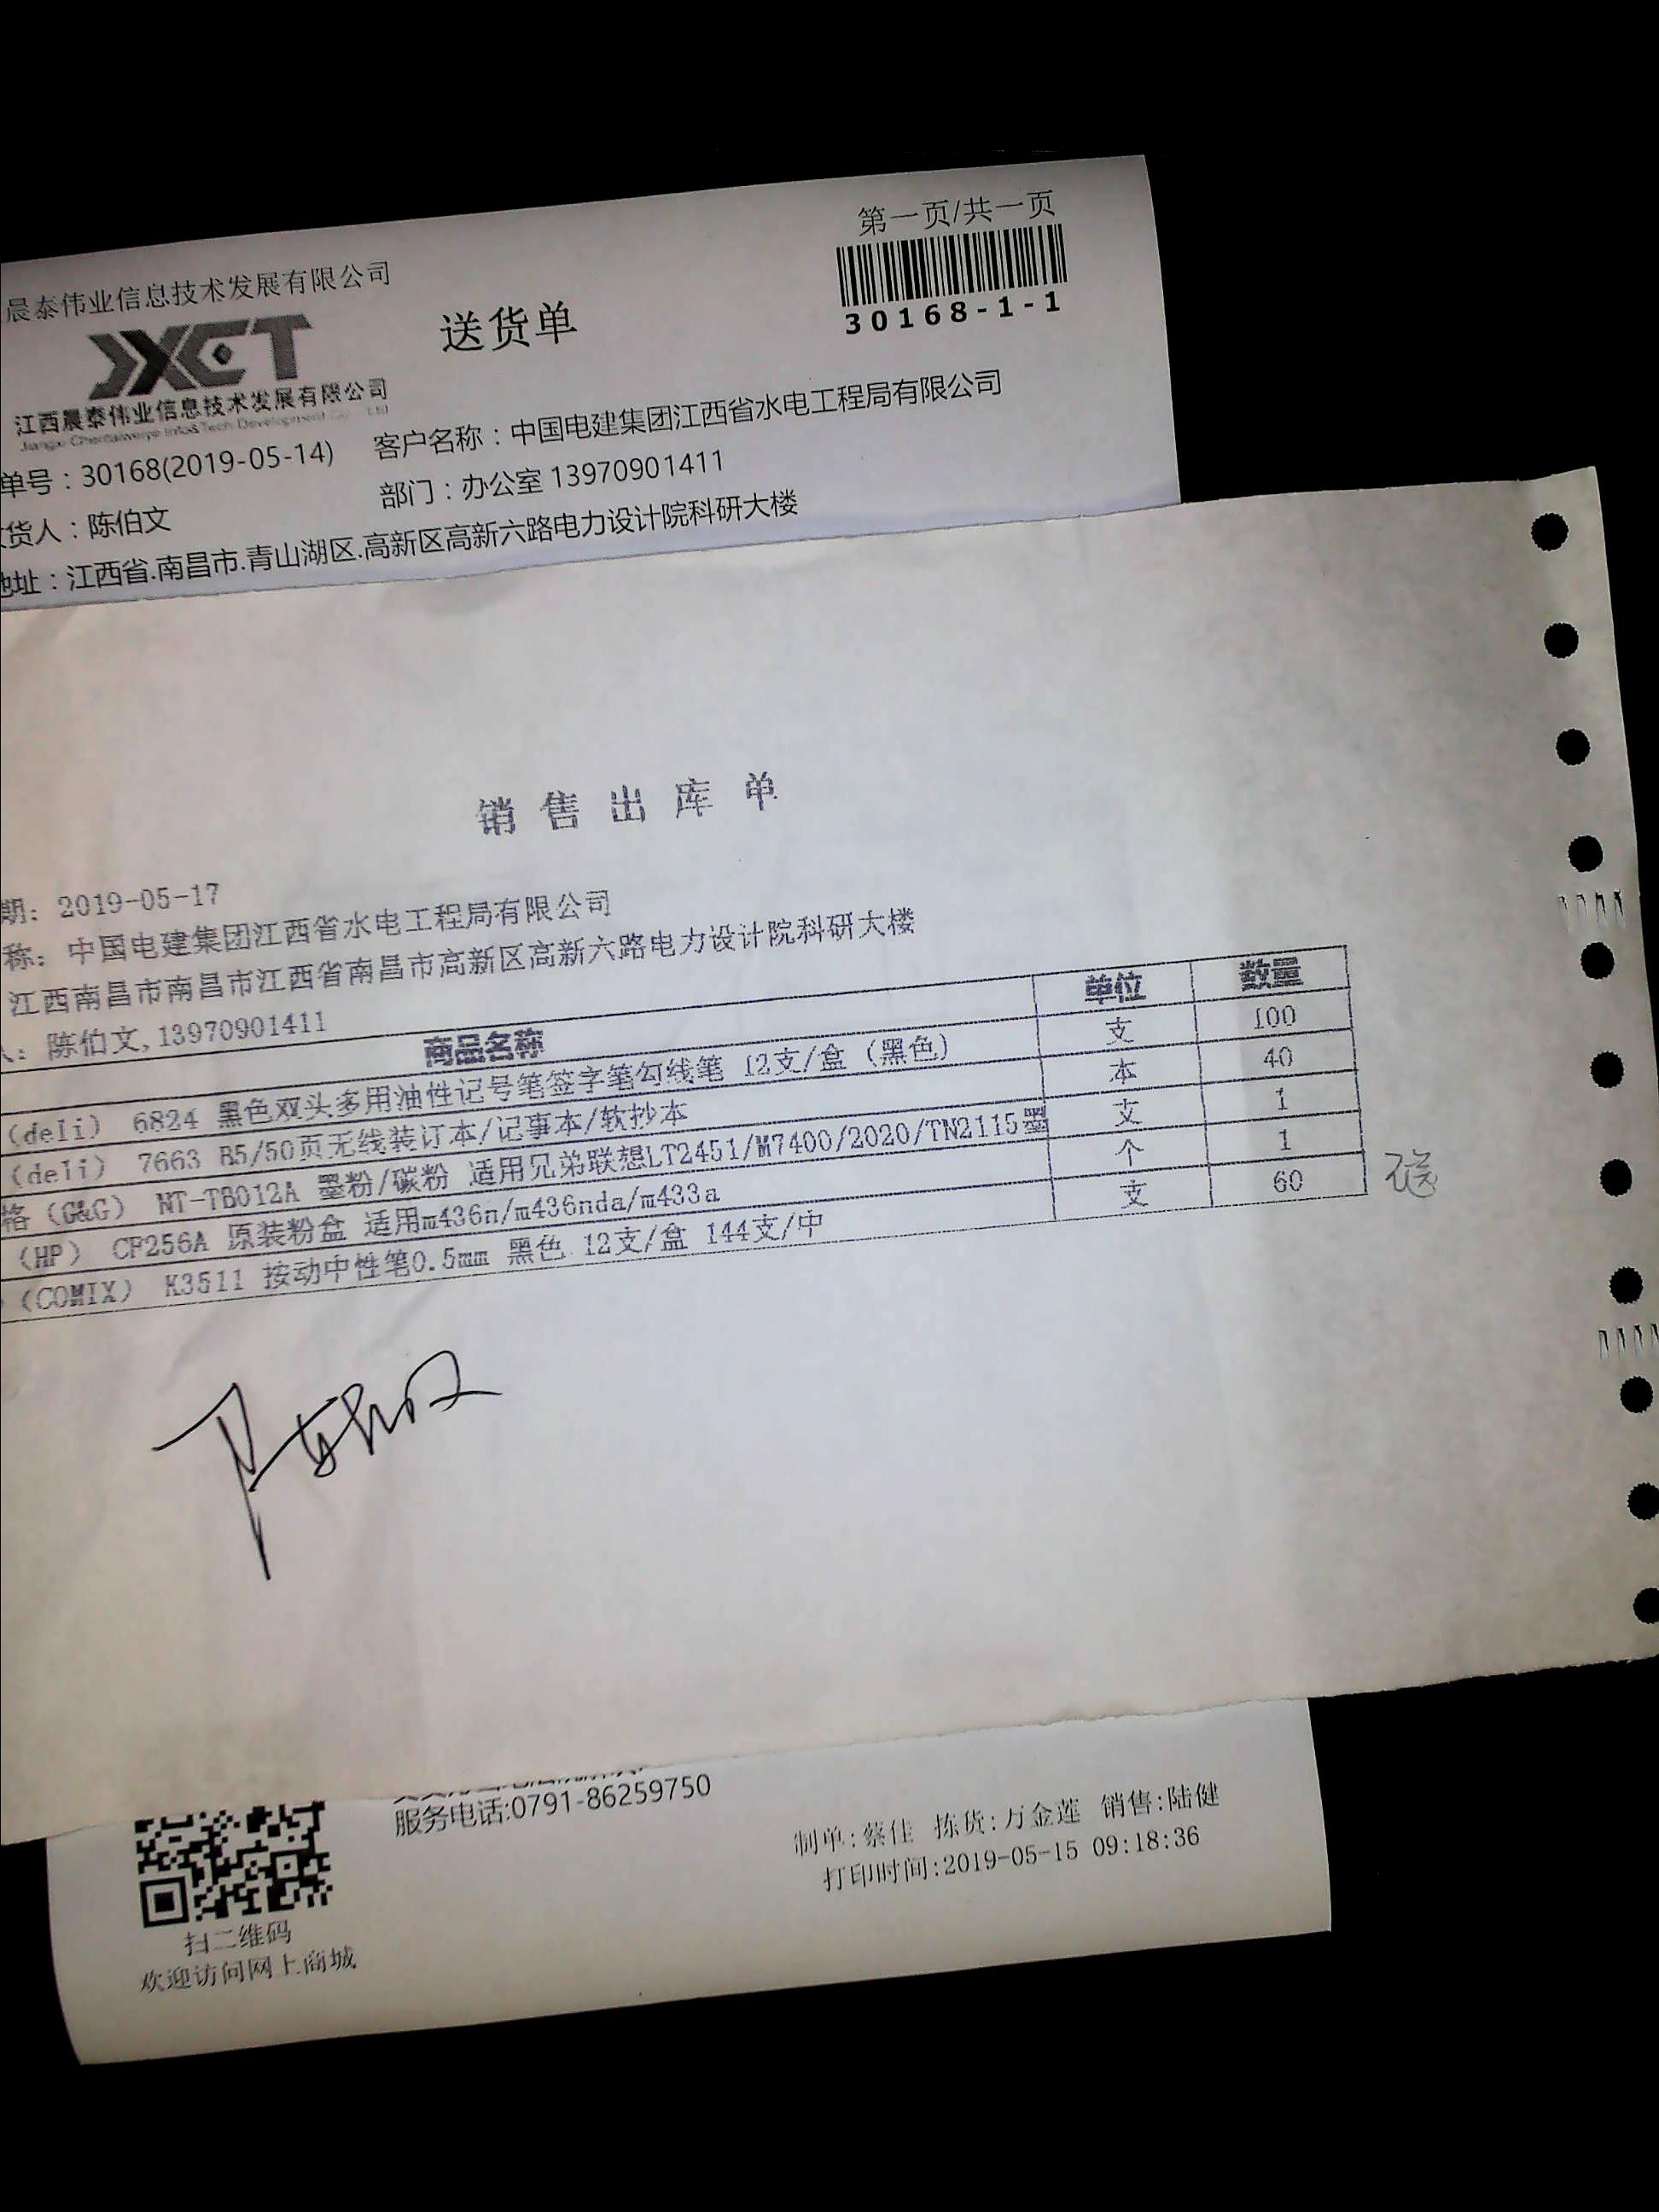 第一页/共一页
晨泰伟业信息技术发展有限公司
JXCT
送货单
30168-1-1
江西晨泰伟业信息技术发展有限公司
Jiangxi Chentaiweiye Info&Tech Development Co., Ltd
单号：30168(2019-05-14) 客户名称：中国电建集团江西省水电工程局有限公司
货人：陈伯文 部门：办公室 13970901411
地址：江西省.南昌市.青山湖区.高新区高新六路电力设计院科研大楼
销售出库单
期：2019-05-17
称：中国电建集团江西省水电工程局有限公司
江西南昌市南昌市江西省南昌市高新区高新六路电力设计院科研大楼
人：陈伯文,13970901411
商品名称 单位 数量
(deli) 6824 黑色双头多用油性记号笔签字笔勾线笔 12支/盒（黑色） 支 100
(deli) 7663 B5/50页无线装订本/记事本/软抄本 本 40
格（G&G） NT-TB012A 墨粉/碳粉 适用兄弟联想LT2451/M7400/2020/TN2115墨 支 1
（HP） CF256A 原装粉盒 适用m436n/m436nda/m433a 个 1
（COMIX） K3511 按动中性笔0.5mm 黑色 12支/盒 144支/中 支 60
送
陈伯文
服务电话:0791-86259750
制单:蔡佳 拣货:万金莲 销售:陆健
打印时间:2019-05-15 09:18:36
扫二维码
欢迎访问网上商城